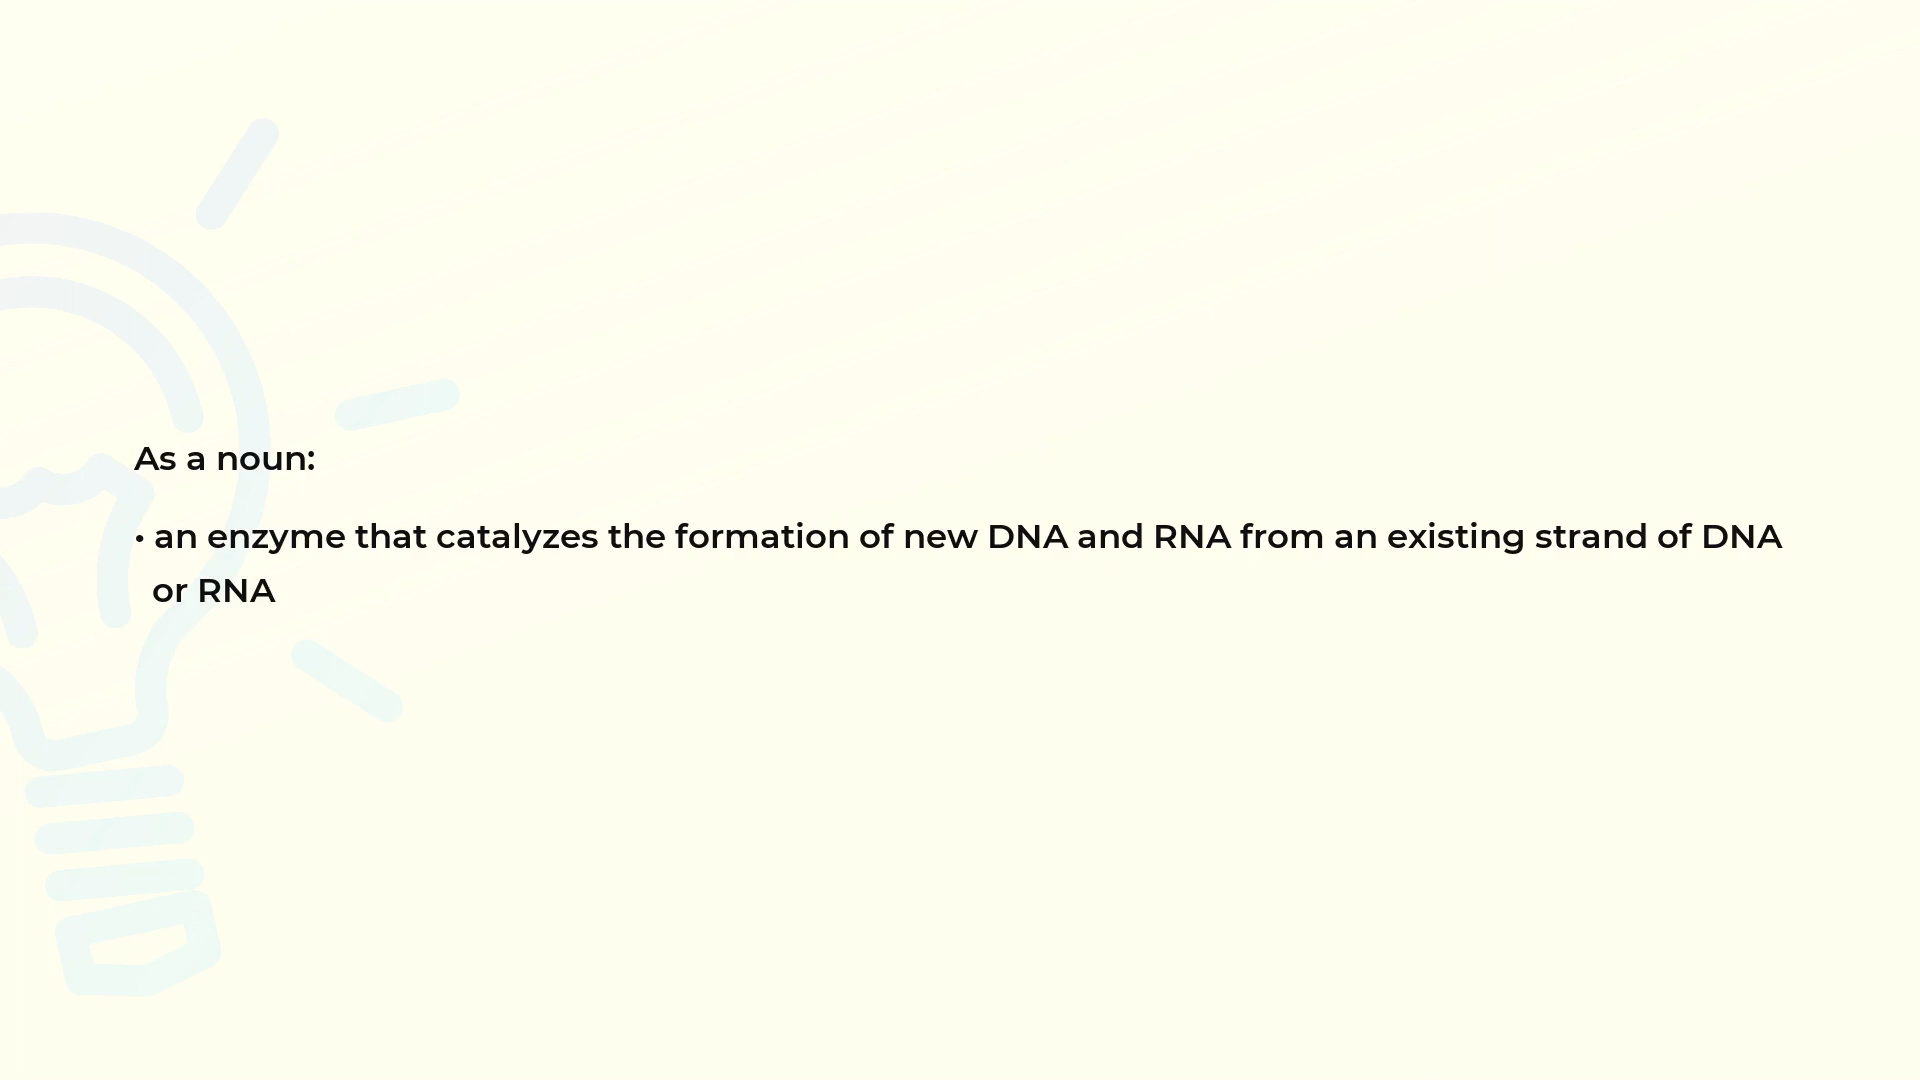 As a noun:
• an enzyme that catalyzes the formation of new DNA and RNA from an existing strand of DNA
or RNA